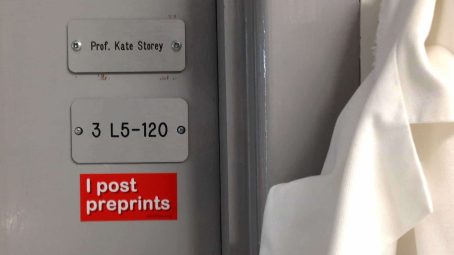 Prof. Kate Storey
3 L5-120
I post
preprints